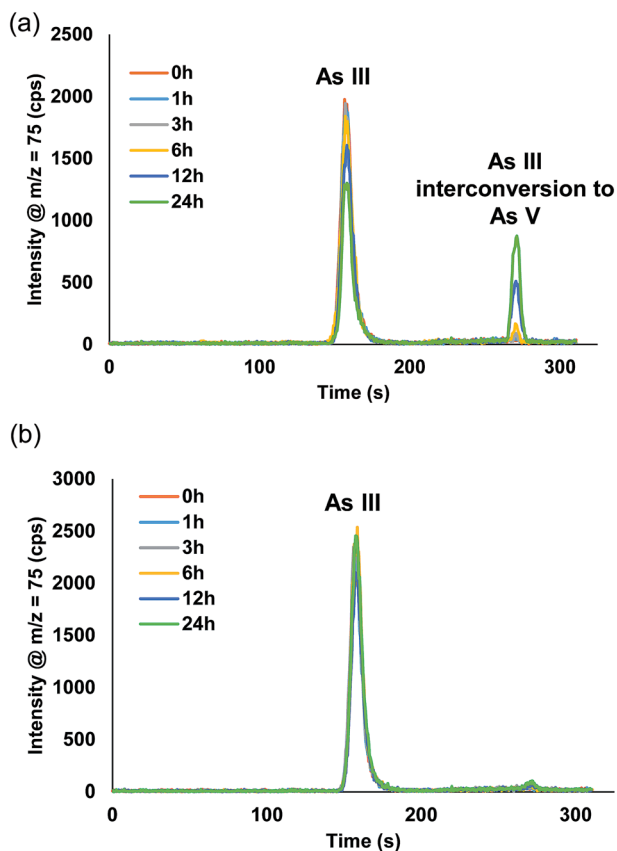 (a)
2500
2000
1500
1000
500
0
Intensity @ m/z = 75 (cps)
0h
1h
3h
6h
12h
24h
As III
As III
interconversion to
As V
0
100
200
300
Time (s)
(b)
3000
2500
2000
1500
1000
500
0
Intensity @ m/z = 75 (cps)
0h
1h
3h
6h
12h
24h
As III
0
100
200
300
Time (s)